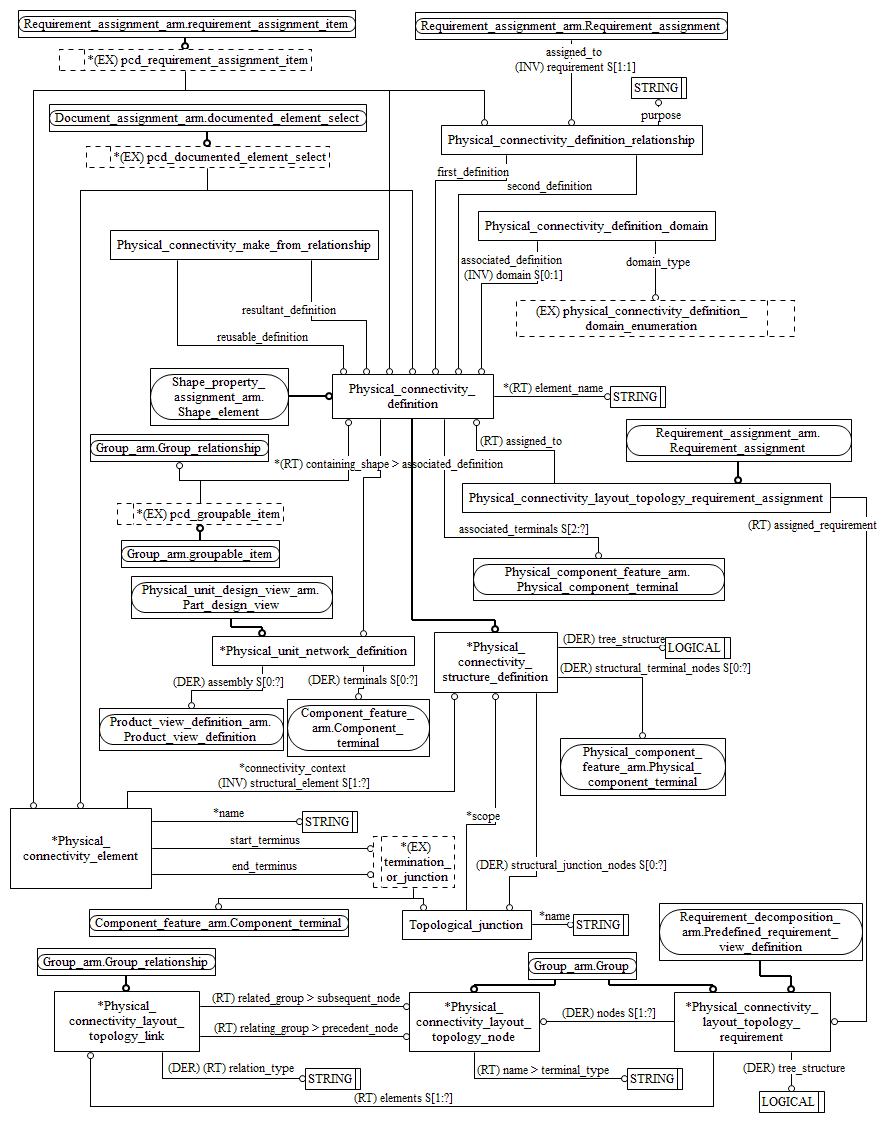 Requirement_assignment_arm.requirement_assignment_item
Requirement_assignment_arm.Requirement_assignment
*(EX) pcd_requirement_assignment_item
assigned_to
(INV) requirement S[1:1]
STRING
purpose
Document_assignment_arm.documented_element_select
Physical_connectivity_definition_relationship
*(EX) pcd_documented_element_select
first_definition
second_definition
Physical_connectivity_definition_domain
Physical_connectivity_make_from_relationship
associated_definition
(INV) domain S[0:1]
domain_type
resultant_definition
reusable_definition
(EX) physical_connectivity_definition_
domain_enumeration
Shape_property_
assignment_arm.
Shape_element
Physical_connectivity_
definition
*(RT) element_name
STRING
Group_arm.Group_relationship
(RT) assigned_to
Requirement_assignment_arm.
Requirement_assignment
*(RT) containing_shape > associated_definition
Physical_connectivity_layout_topology_requirement_assignment
*(EX) pcd_groupable_item
(RT) assigned_requirement
associated_terminals S[2:?]
Group_arm.groupable_item
Physical_component_feature_arm.
Physical_component_terminal
Physical_unit_design_view_arm.
Part_design_view
*Physical_unit_network_definition
*Physical_
connectivity_
structure_definition
(DER) tree_structure
LOGICAL
(DER) structural_terminal_nodes S[0:?]
(DER) assembly S[0:?]
(DER) terminals S[0:?]
Product_view_definition_arm.
Product_view_definition
Component_feature_
arm.Component_
terminal
Physical_component_
feature_arm.Physical_
component_terminal
*connectivity_context
(INV) structural_element S[1:?]
*Physical_
connectivity_element
*name
STRING
start_terminus
end_terminus
*(EX)
termination_
or_junction
*scope
(DER) structural_junction_nodes S[0:?]
Component_feature_arm.Component_terminal
Topological_junction
*name
STRING
Requirement_decomposition_
arm.Predefined_requirement_
view_definition
Group_arm.Group_relationship
Group_arm.Group
*Physical_
connectivity_layout_
topology_link
(RT) related_group > subsequent_node
(RT) relating_group > precedent_node
*Physical_
connectivity_layout_
topology_node
(DER) nodes S[1:?]
*Physical_connectivity_
layout_topology_
requirement
(DER) (RT) relation_type
STRING
(RT) name > terminal_type
STRING
(DER) tree_structure
LOGICAL
(RT) elements S[1:?]